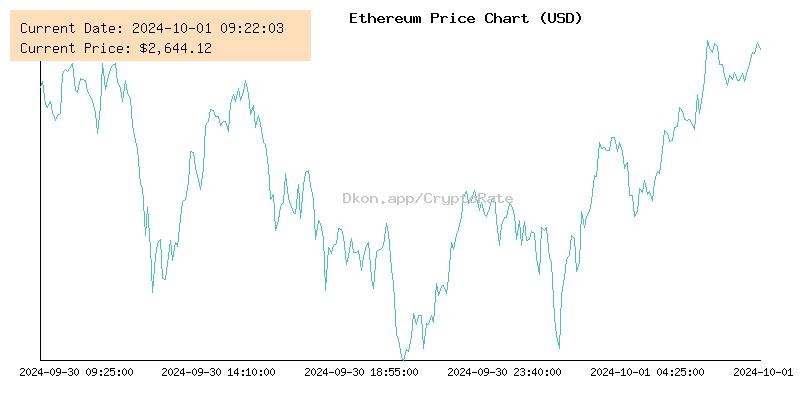 Ethereum Price Chart (USD)
Current Date: 2024-10-01 09:22:03
Current Price: $2,644.12
Dkon.app/CryptoRate
2024-09-30 09:25:00 2024-09-30 14:10:00 2024-09-30 18:55:00 2024-09-30 23:40:00 2024-10-01 04:25:00 2024-10-01